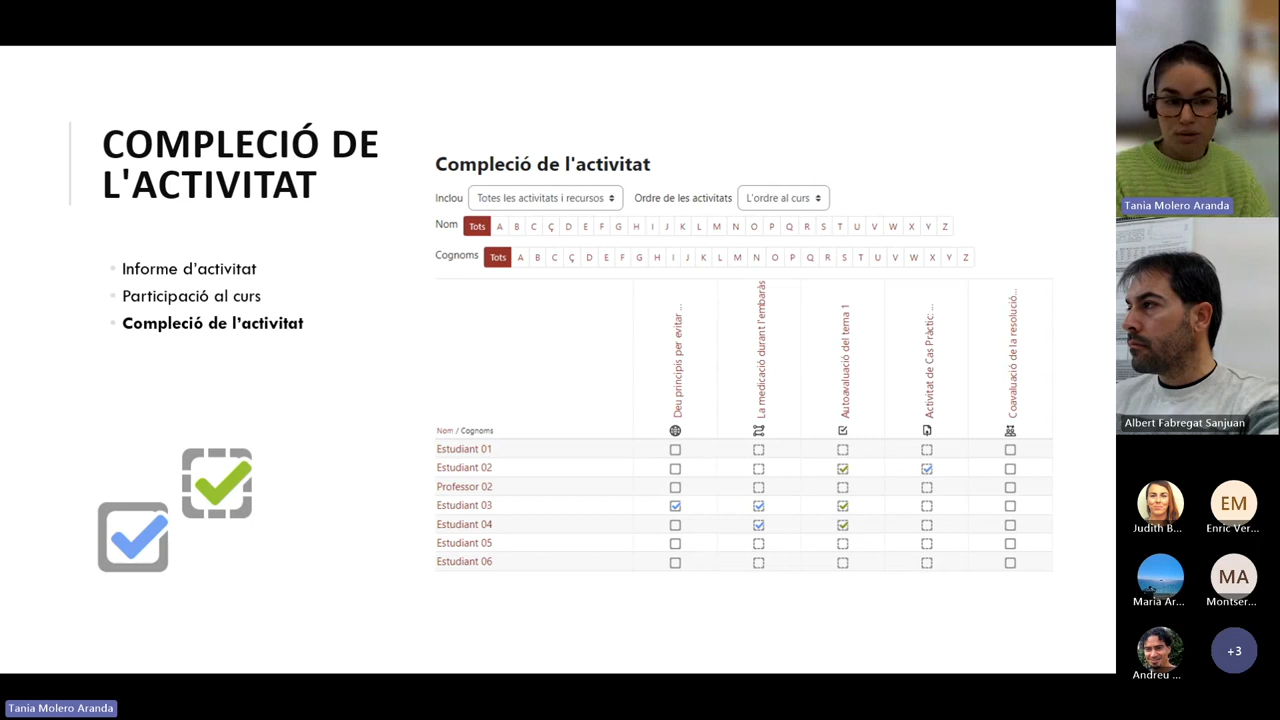 COMPLECIÓ DE
L'ACTIVITAT
Informe d'activitat
Participació al curs
Compleció de l'activitat
Compleció de l'activitat
Inclou Totes les activitats i recursos Ordre de les activitats L'ordre al curs
Nom Tots A B C Ç D E F G H I J K L M N O P Q R S T U V W X Y Z
Cognoms Tots A B C Ç D E F G H I J K L M N O P Q R S T U V W X Y Z
Deu principis per evitar ...
La medicació durant l'embaràs
Autoavaluació del tema 1
Activitat de Cas Pràctic: ...
Coavaluació de la resolució...
Nom / Cognoms
Estudiant 01
Estudiant 02
Professor 02
Estudiant 03
Estudiant 04
Estudiant 05
Estudiant 06
Tania Molero Aranda
Albert Fabregat Sanjuan
EM
Judith B... Enric Ver...
MA
Maria Ar... Montser...
+3
Andreu ...
Tania Molero Aranda